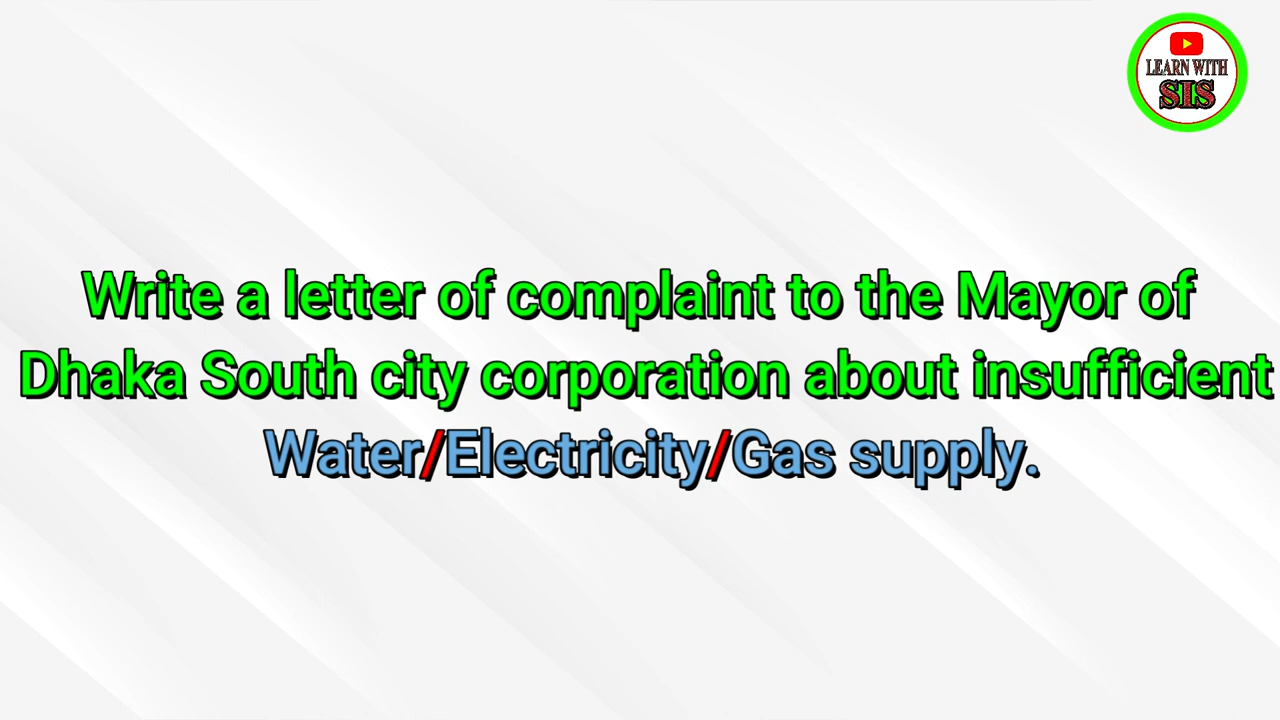 LEARN WITH
SIS
Write a letter of complaint to the Mayor of
Dhaka South city corporation about insufficient
Water/Electricity/Gas supply.